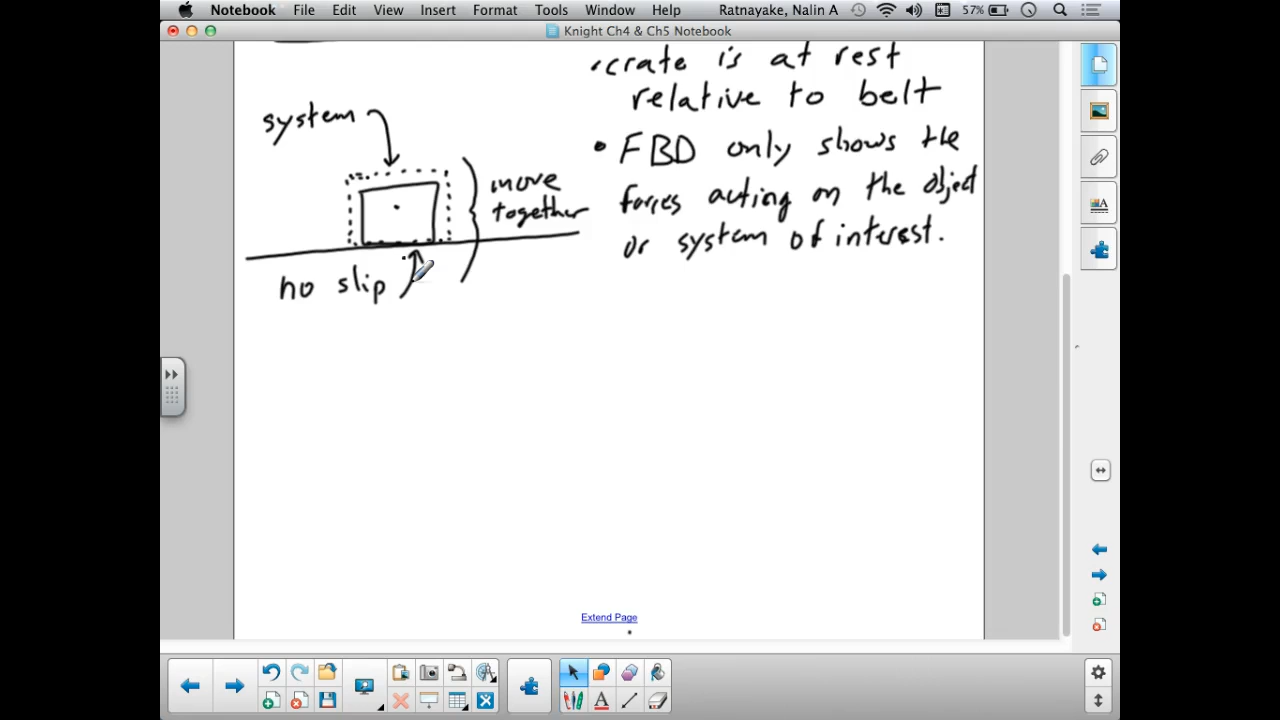 Notebook File Edit View Insert Format Tools Window Help Ratnayake, Nalin A 57%
Knight Ch4 & Ch5 Notebook
• crate is at rest
relative to belt
system
• FBD only shows the
forces acting on the object
or system of interest.
move
together
no slip
Extend Page
A
A